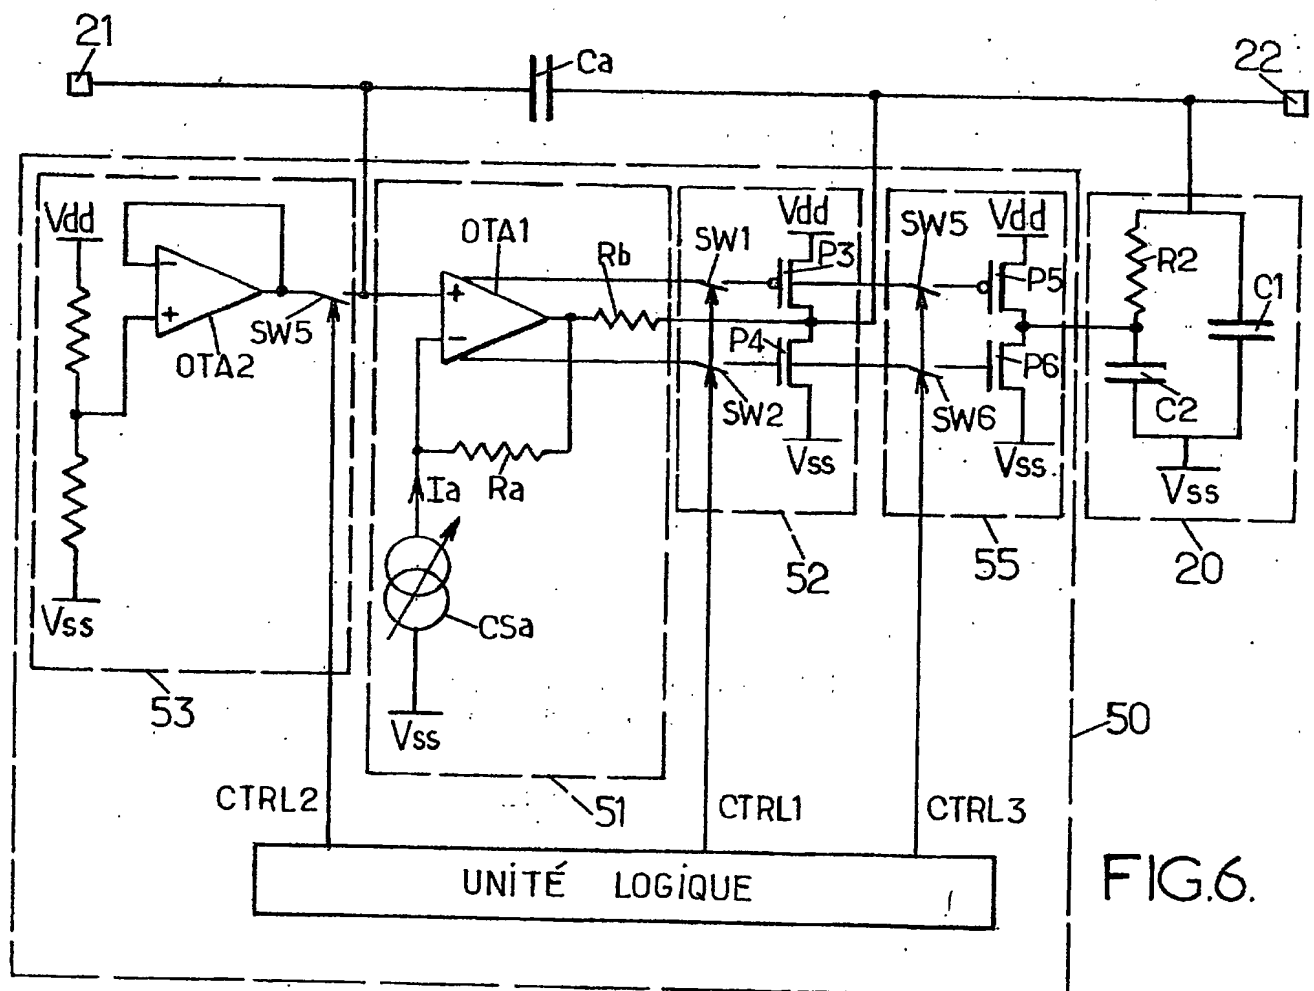 21
Ca
22
Vdd
OTA2
SW5
Vss
53
OTA1
Rb
Ra
Ia
CSa
Vss
51
SW1
Vdd
P3
P4
SW2
Vss
52
SW5
Vdd
P5
P6
SW6
Vss
55
R2
C1
C2
Vss
20
50
CTRL2
CTRL1
CTRL3
UNiTÉ LOGiQUE
FIG.6.